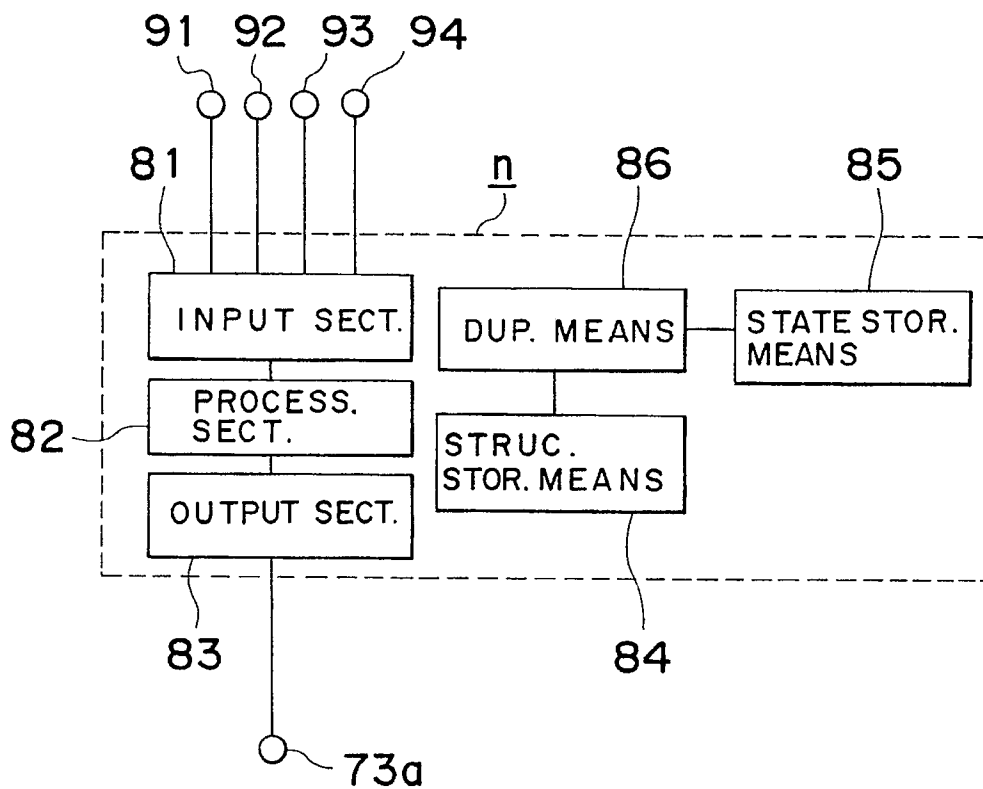 91 92 93 94
81 n 86 85
INPUT SECT.
DUP. MEANS
STATE STOR.
MEANS
PROCESS.
SECT.
82
STRUC.
STOR. MEANS
OUTPUT SECT.
83 84
73a